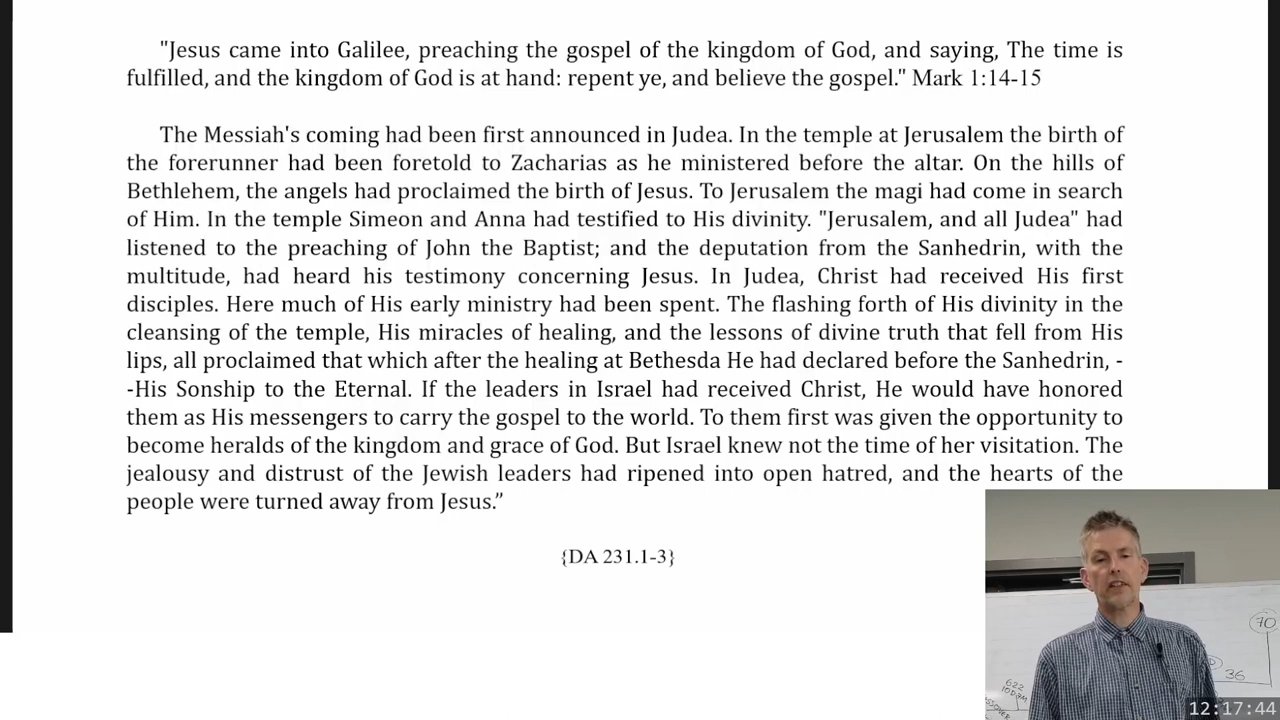 "Jesus came into Galilee, preaching the gospel of the kingdom of God, and saying, The time is
fulfilled, and the kingdom of God is at hand: repent ye, and believe the gospel." Mark 1:14-15
The Messiah's coming had been first announced in Judea. In the temple at Jerusalem the birth of
the forerunner had been foretold to Zacharias as he ministered before the altar. On the hills of
Bethlehem, the angels had proclaimed the birth of Jesus. To Jerusalem the magi had come in search
of Him. In the temple Simeon and Anna had testified to His divinity. "Jerusalem, and all Judea" had
listened to the preaching of John the Baptist; and the deputation from the Sanhedrin, with the
multitude, had heard his testimony concerning Jesus. In Judea, Christ had received His first
disciples. Here much of His early ministry had been spent. The flashing forth of His divinity in the
cleansing of the temple, His miracles of healing, and the lessons of divine truth that fell from His
lips, all proclaimed that which after the healing at Bethesda He had declared before the Sanhedrin, -
-His Sonship to the Eternal. If the leaders in Israel had received Christ, He would have honored
them as His messengers to carry the gospel to the world. To them first was given the opportunity to
become heralds of the kingdom and grace of God. But Israel knew not the time of her visitation. The
jealousy and distrust of the Jewish leaders had ripened into open hatred, and the hearts of the
people were turned away from Jesus.”
{DA 231.1-3}
70
36
622
12:17:44